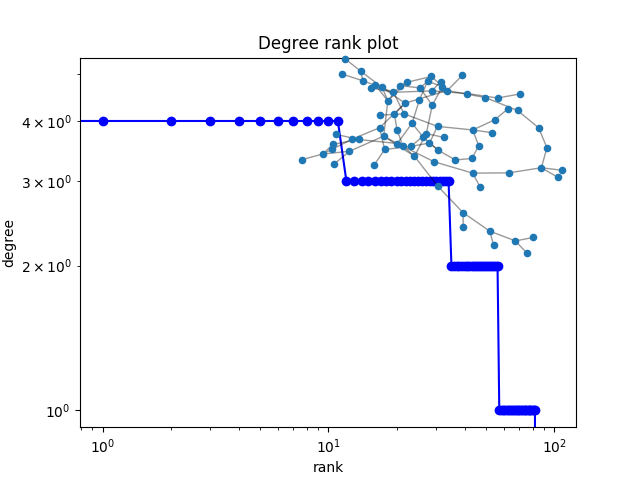 Degree rank plot
degree
4 × 10⁰
3 × 10⁰
2 × 10⁰
10⁰
10⁰ 10¹ 10²
rank